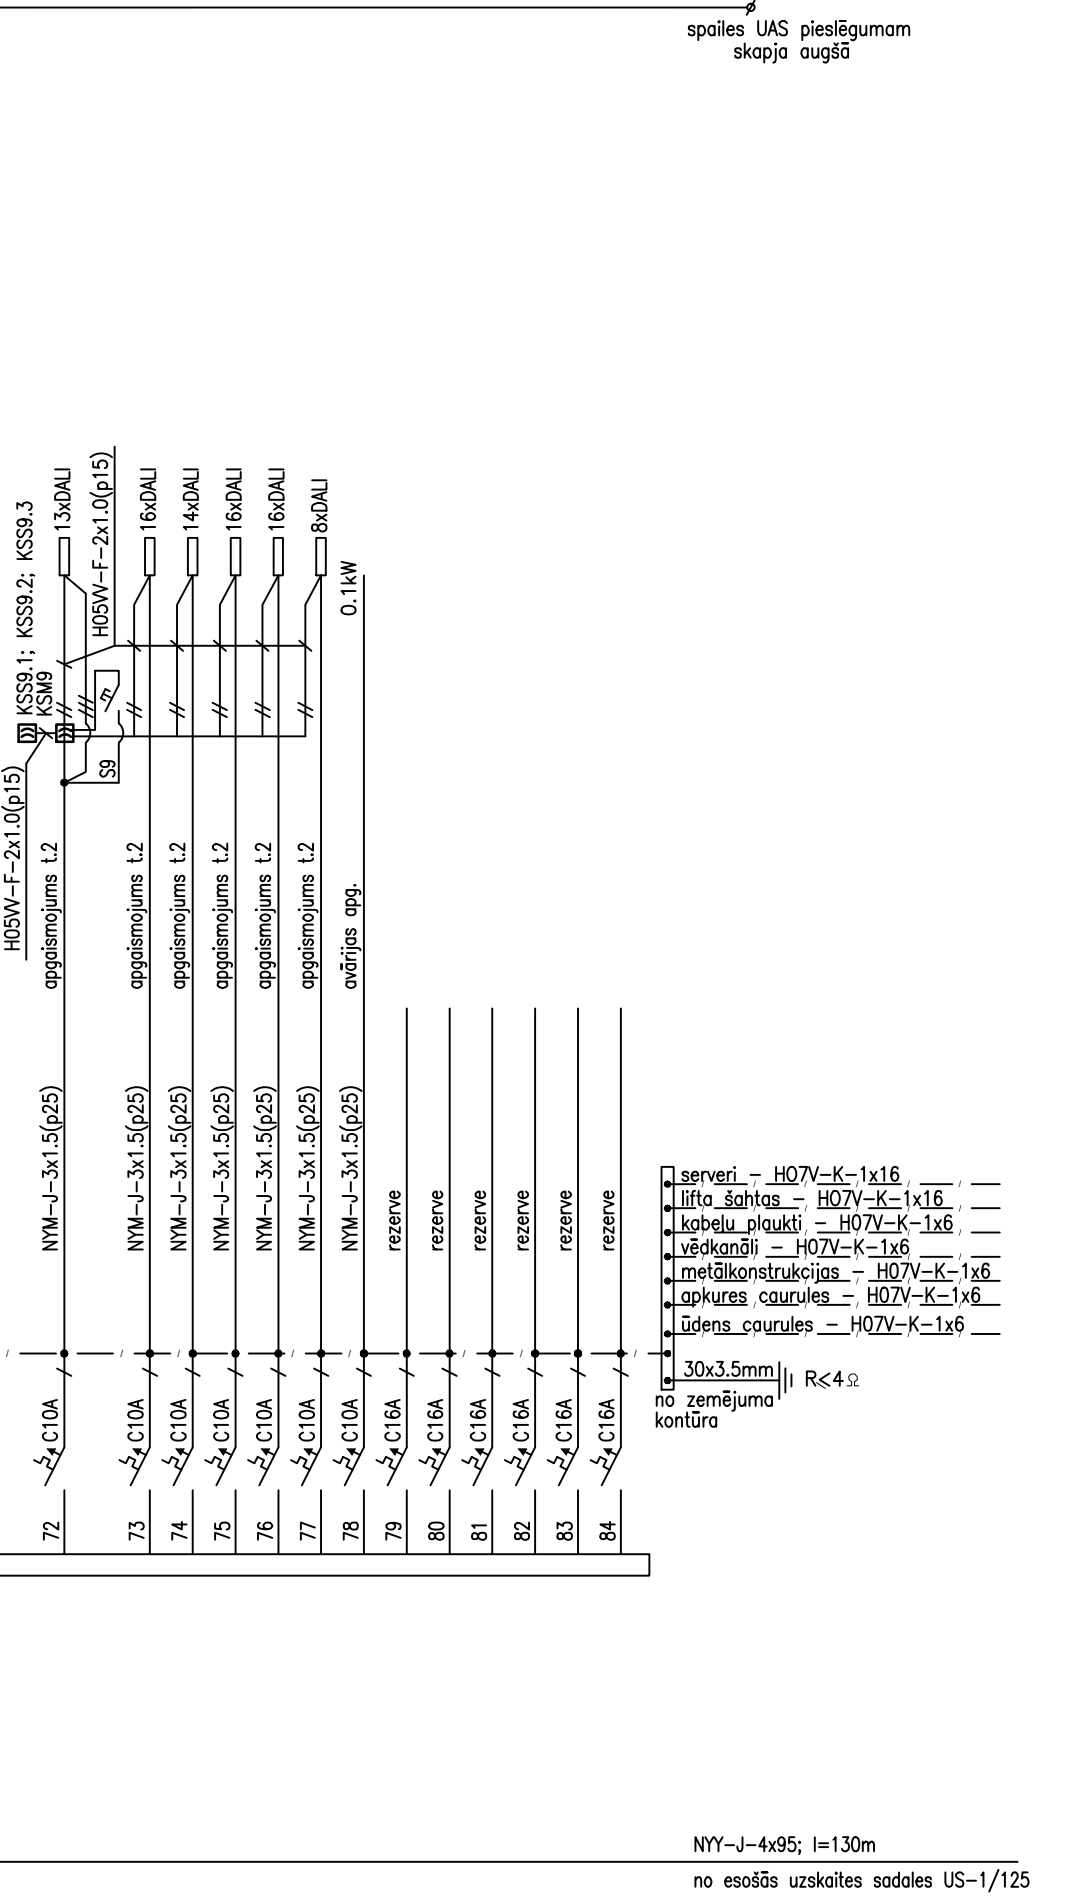 spailes UAS pieslēgumam
skapja augšā
KSS9.1; KSS9.2; KSS9.3
KSM9
13xDALI
H05VV-F-2x1.0(p15)
16xDALI
14xDALI
16xDALI
16xDALI
8xDALI
0.1kW
H05VV-F-2x1.0(p15)
S9
apgaismojums t.2
apgaismojums t.2
apgaismojums t.2
apgaismojums t.2
apgaismojums t.2
apgaismojums t.2
avārijas apg.
NYM-J-3x1.5(p25)
NYM-J-3x1.5(p25)
NYM-J-3x1.5(p25)
NYM-J-3x1.5(p25)
NYM-J-3x1.5(p25)
NYM-J-3x1.5(p25)
NYM-J-3x1.5(p25)
rezerve
rezerve
rezerve
rezerve
rezerve
rezerve
serveri - H07V-K-1x16
lifta šahtas - H07V-K-1x16
kabeļu plaukti - H07V-K-1x6
vēdkanāli - H07V-K-1x6
metālkonstrukcijas - H07V-K-1x6
apkures caurules - H07V-K-1x6
ūdens caurules - H07V-K-1x6
30x3.5mm
R≤4Ω
no zemējuma
kontūra
C10A
C10A
C10A
C10A
C10A
C10A
C10A
C16A
C16A
C16A
C16A
C16A
C16A
72
73
74
75
76
77
78
79
80
81
82
83
84
NYY-J-4x95; l=130m
no esošās uzskaites sadales US-1/125